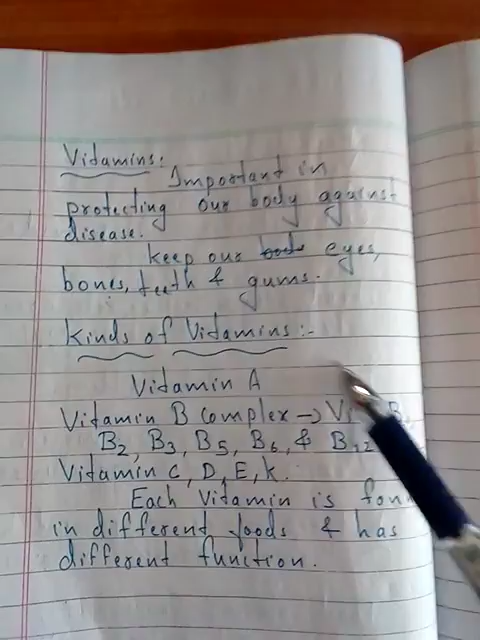 Vitamins:
Important in
protecting our body against
disease.
keep our eyes,
bones, teeth & gums.
Kinds of Vitamins :-
Vitamin A
Vitamin B Complex →
B2, B3, B5, B6, & B12
Vitamin C, D, E, K.
Each Vitamin is
in different foods & has
different function.